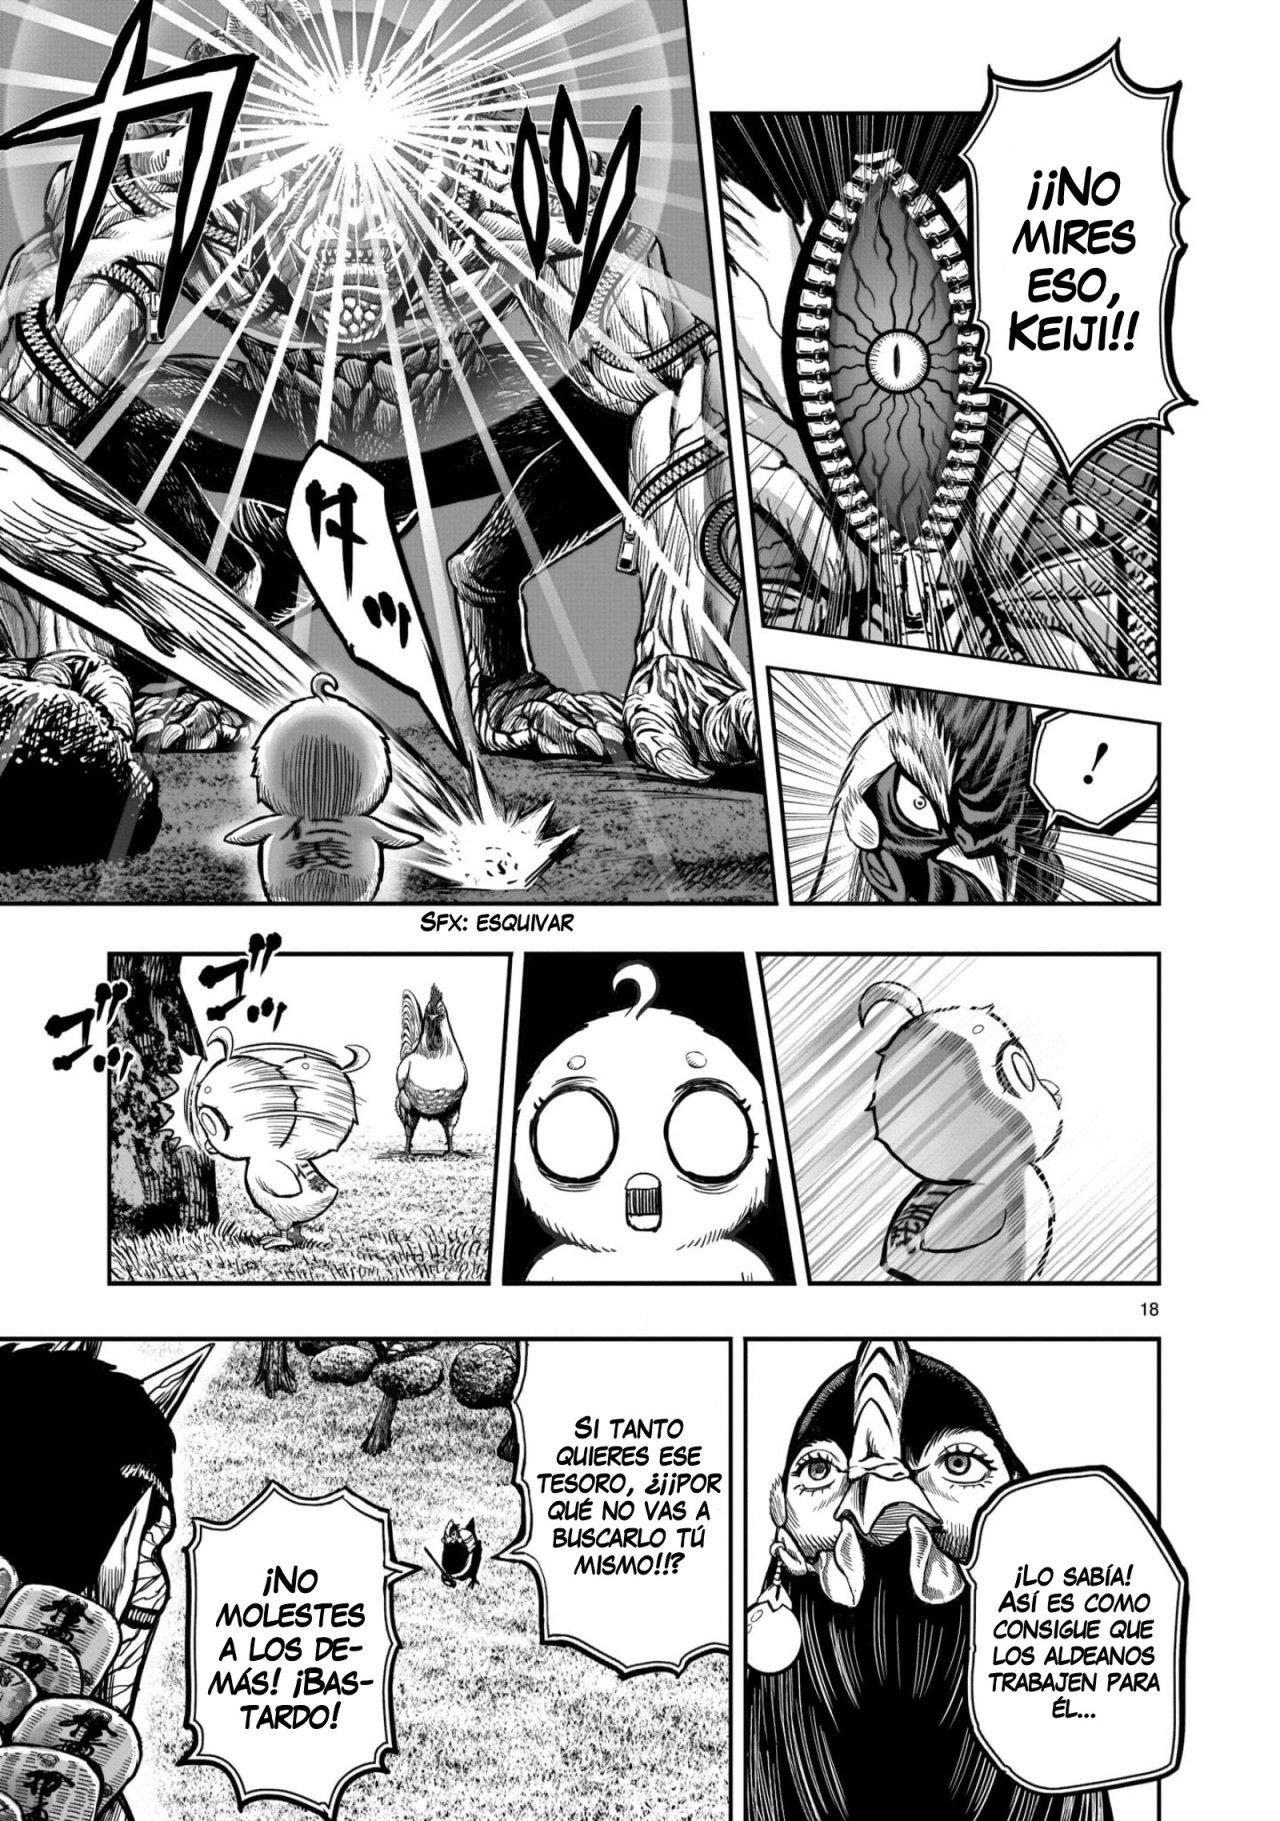 ¡¡No
mires
eso,
Keiji!!
!
カッ
ガッ
Sfx: esquivar
ゴッ
ゴッ
18
¡Lo sabía!
Así es como
consigue que
los aldeanos
trabajen para
él...
Si tanto
quieres ese
tesoro, ¿¡¡por
qué no vas a
buscarlo tú
mismo!!?
¡No
molestes
a los de-
más! ¡Bas-
tardo!